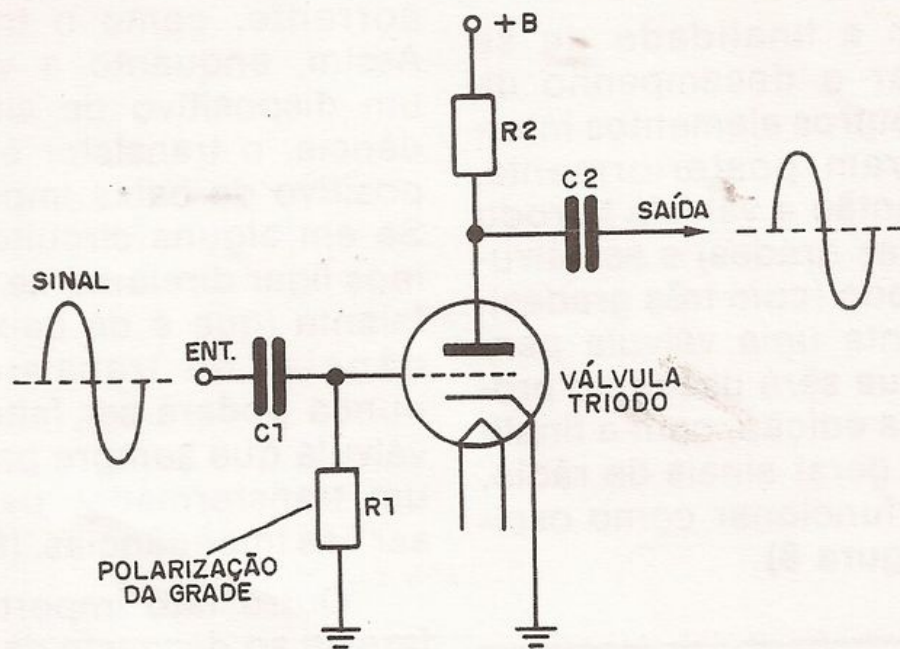 +B
R2
C2
SAÍDA
SINAL
ENT.
C1
VÁLVULA
TRIODO
R1
POLARIZAÇÃO
DA GRADE